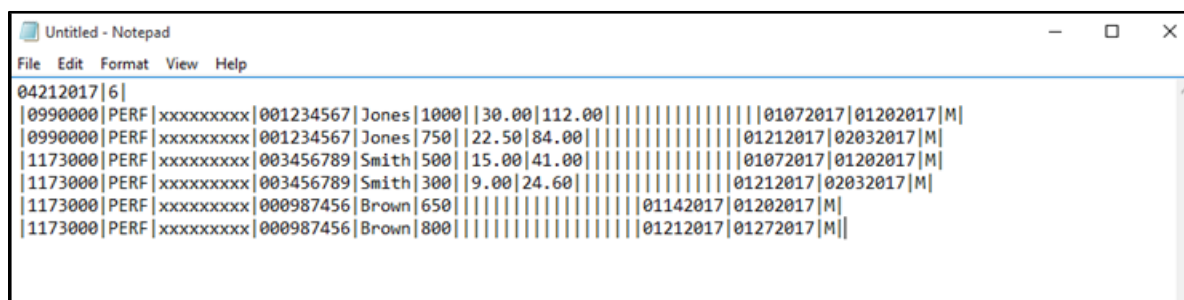 Untitled - Notepad
File Edit Format View Help
04212017|6|
|0990000|PERF|xxxxxxxxx|001234567|Jones|1000||30.00|112.00||||||||||||||||01072017|01202017|M|
|0990000|PERF|xxxxxxxxx|001234567|Jones|750||22.50|84.00||||||||||||||||01212017|02032017|M|
|1173000|PERF|xxxxxxxxx|003456789|Smith|500||15.00|41.00||||||||||||||||01072017|01202017|M|
|1173000|PERF|xxxxxxxxx|003456789|Smith|300||9.00|24.60||||||||||||||||01212017|02032017|M|
|1173000|PERF|xxxxxxxxx|000987456|Brown|650|||||||||||||||||||01142017|01202017|M|
|1173000|PERF|xxxxxxxxx|000987456|Brown|800|||||||||||||||||||01212017|01272017|M|